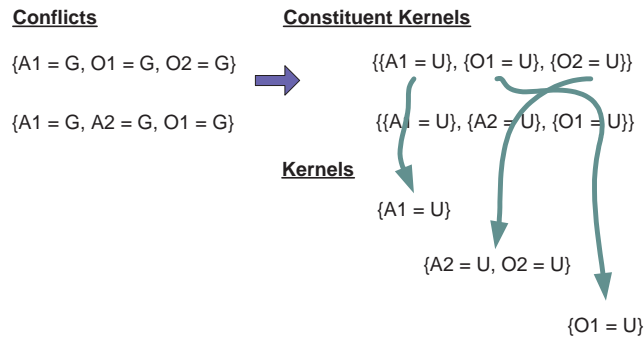 Conflicts
Constituent Kernels
{A1 = G, O1 = G, O2 = G}
{{A1 = U}, {O1 = U}, {O2 = U}}
{A1 = G, A2 = G, O1 = G}
{{A1 = U}, {A2 = U}, {O1 = U}}
Kernels
{A1 = U}
{A2 = U, O2 = U}
{O1 = U}